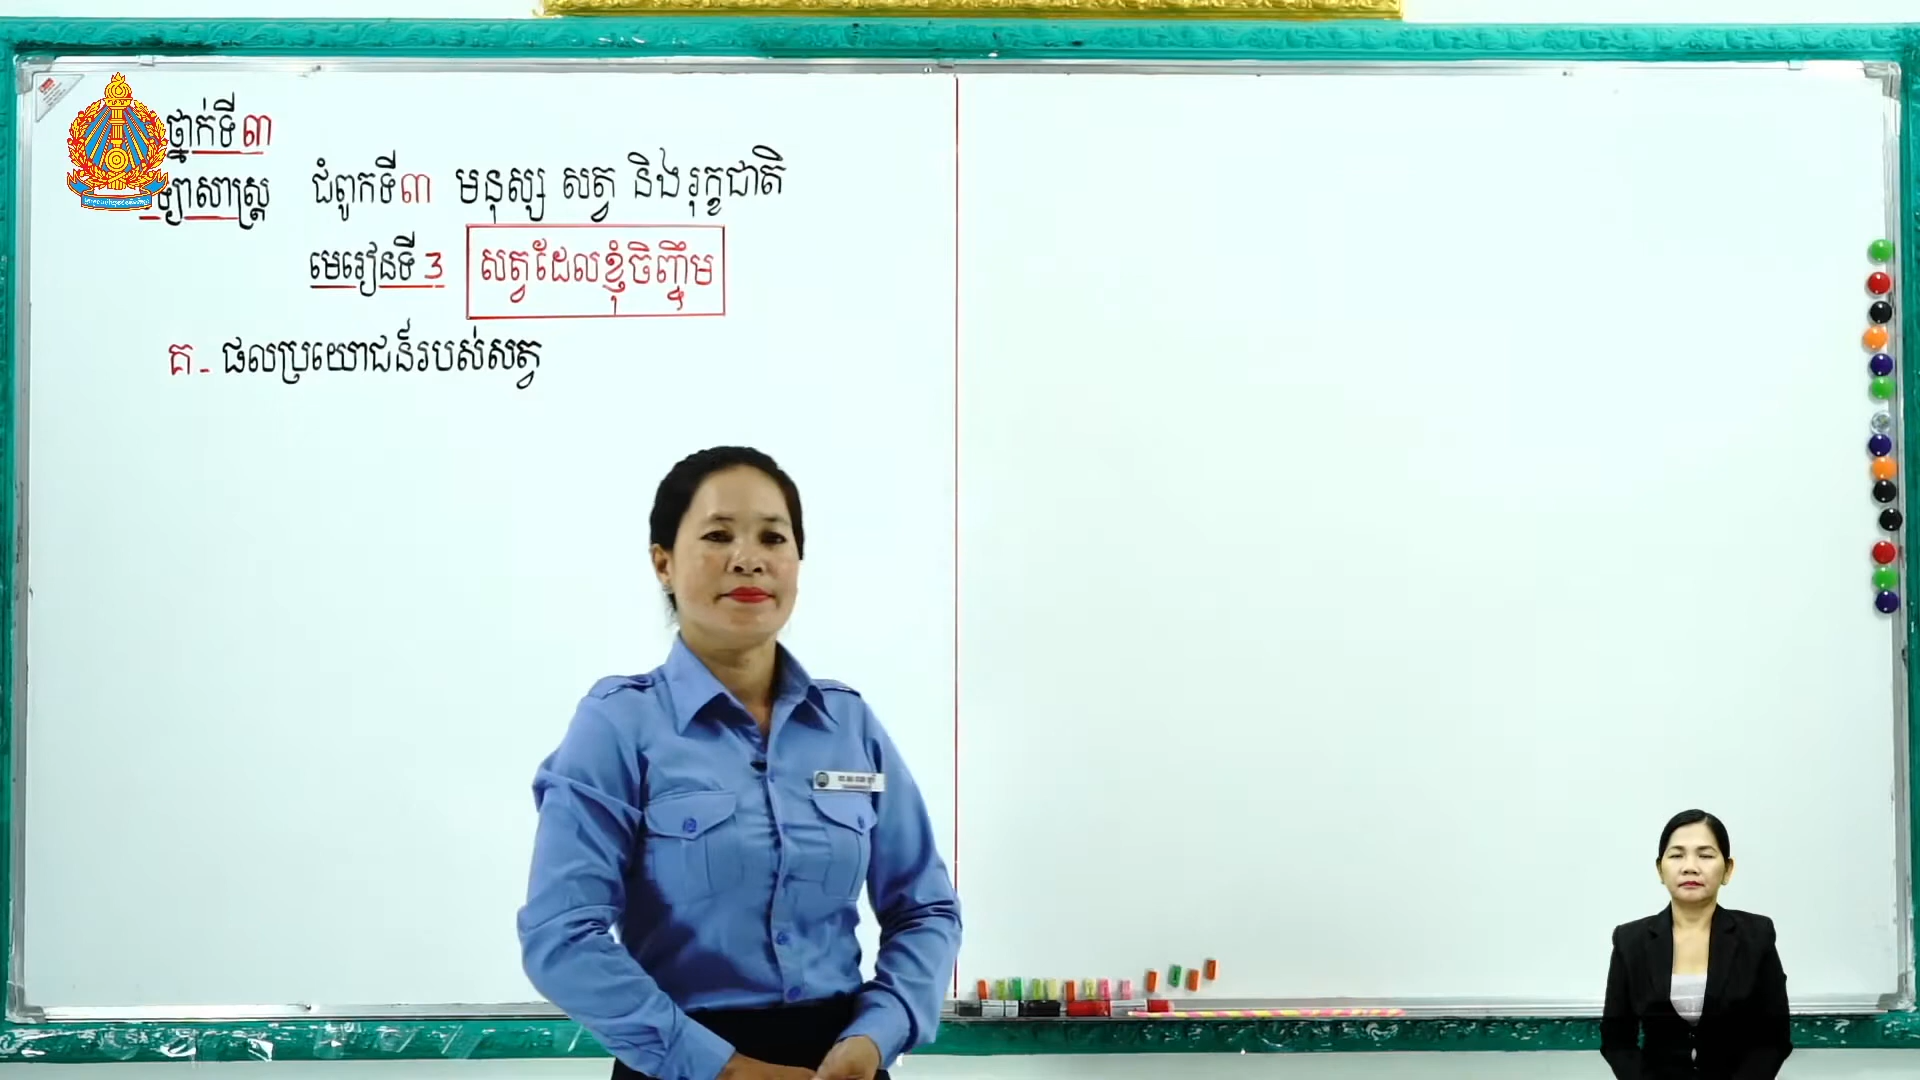 ថ្នាក់ទី៣
វិទ្យាសាស្ត្រ
ជំពូកទី៣ មនុស្ស សត្វ និងរុក្ខជាតិ
មេរៀនទី 3 សត្វដែលខ្ញុំចិញ្ចឹម
គ - ផលប្រយោជន៍របស់សត្វ